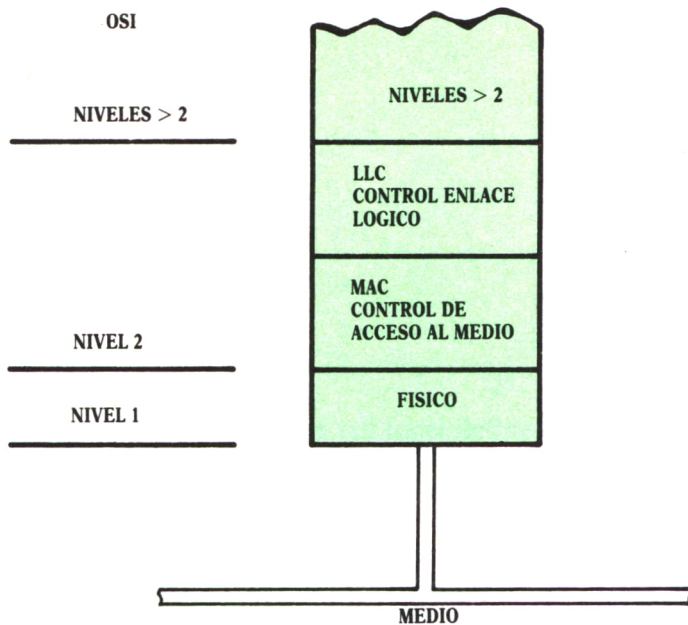 OSI
NIVELES > 2
NIVELES > 2
LLC
CONTROL ENLACE
LOGICO
MAC
CONTROL DE
ACCESO AL MEDIO
NIVEL 2
FISICO
NIVEL 1
MEDIO